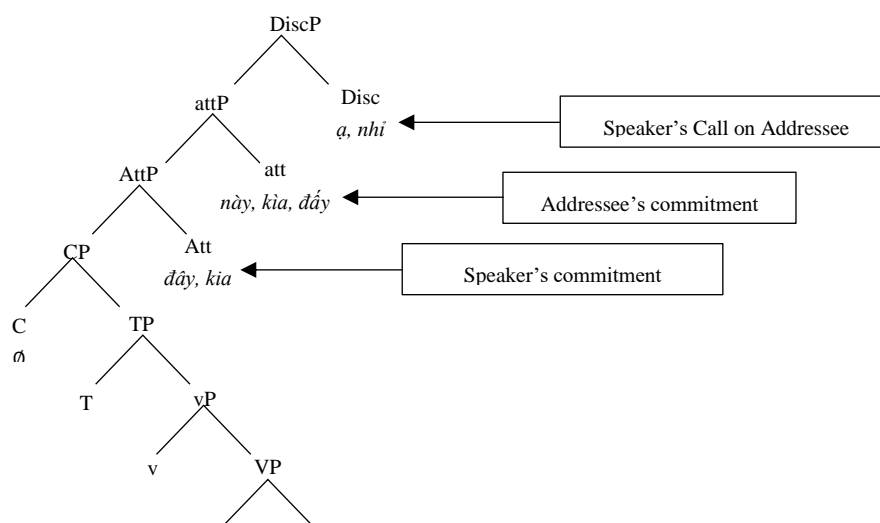 DiscP
attP
Disc
ạ, nhỉ
Speaker’s Call on Addressee
AttP
att
này, kìa, đấy
Addressee’s commitment
CP
Att
đây, kia
Speaker’s commitment
C
TP
ø
T
vP
v
VP